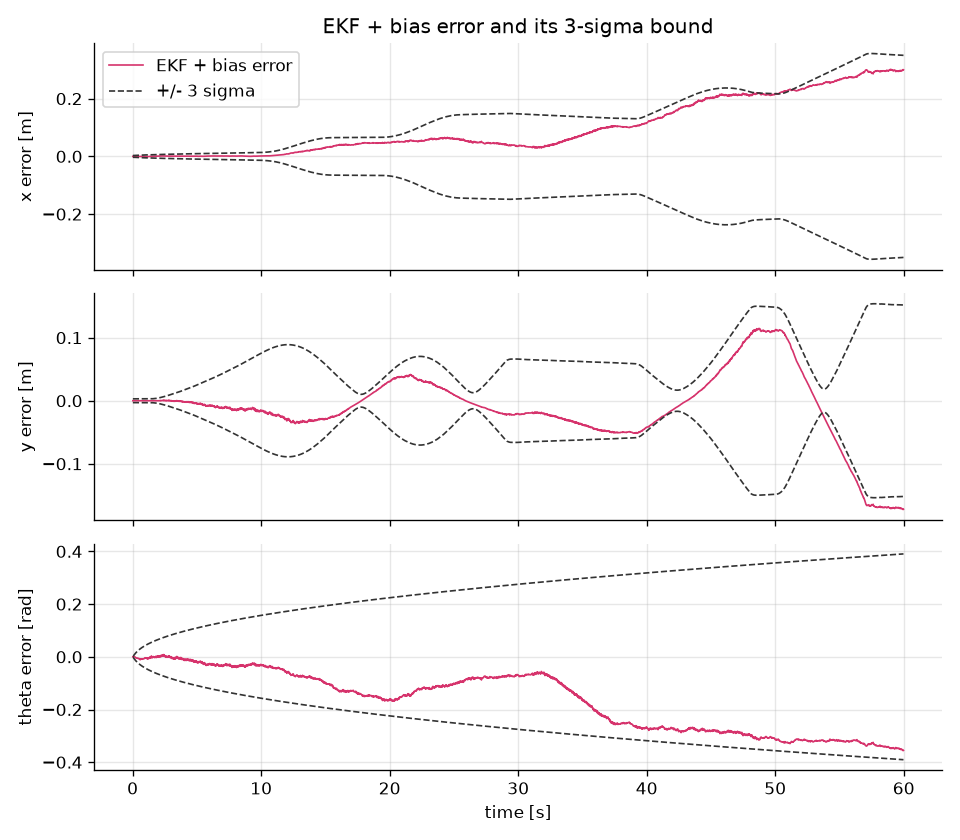 EKF + bias error and its 3-sigma bound
EKF + bias error
+/- 3 sigma
x error [m]
0.2
0.0
−0.2
y error [m]
0.1
0.0
−0.1
theta error [rad]
0.4
0.2
0.0
−0.2
−0.4
0 10 20 30 40 50 60
time [s]